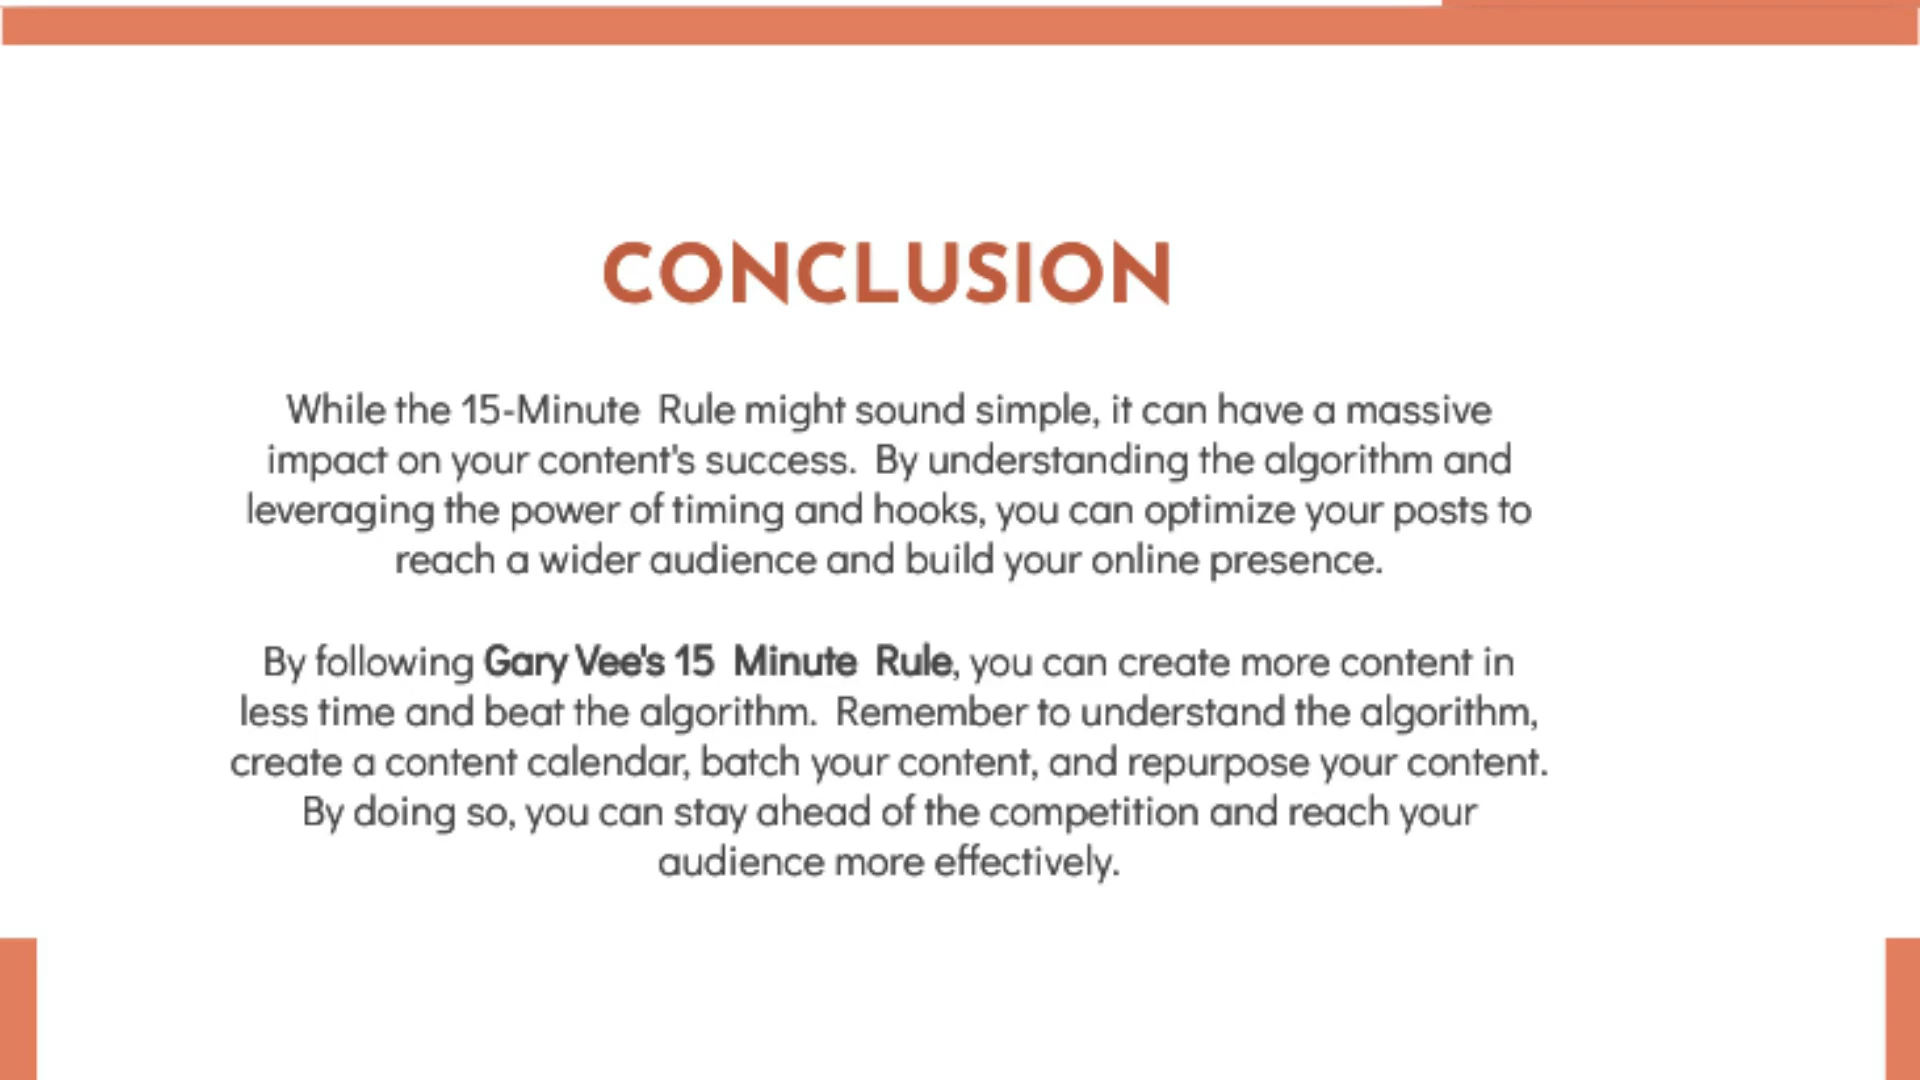 CONCLUSION
While the 15-Minute Rule might sound simple, it can have a massive
impact on your content's success. By understanding the algorithm and
leveraging the power of timing and hooks, you can optimize your posts to
reach a wider audience and build your online presence.
By following Gary Vee's 15 Minute Rule, you can create more content in
less time and beat the algorithm. Remember to understand the algorithm,
create a content calendar, batch your content, and repurpose your content.
By doing so, you can stay ahead of the competition and reach your
audience more effectively.